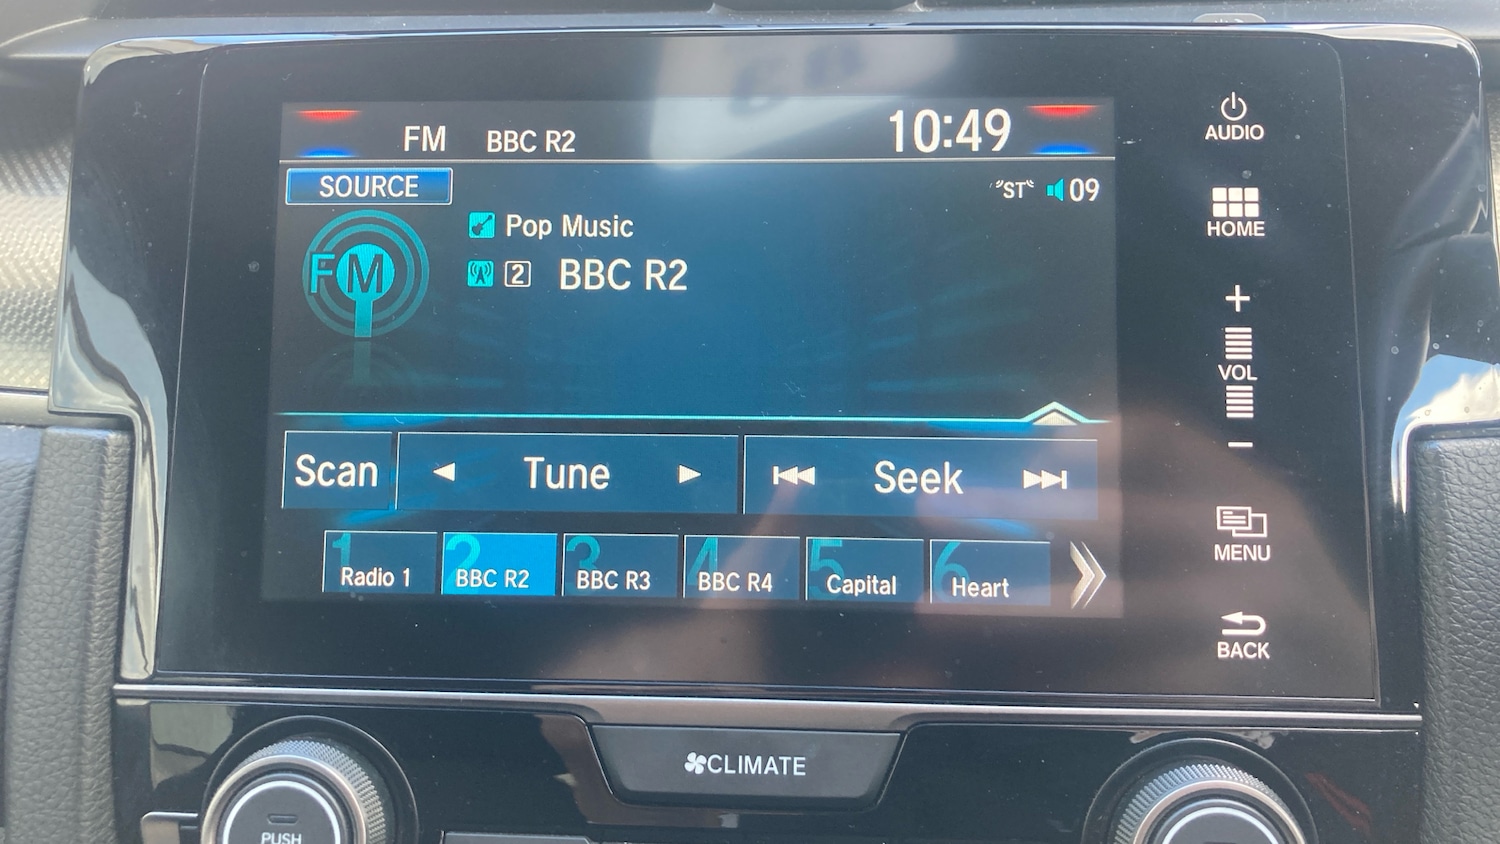 FM BBC R2 10:49
SOURCE
ST 09
Pop Music
FM
2 BBC R2
Scan Tune Seek
1 Radio 1
2 BBC R2
3 BBC R3
4 BBC R4
5 Capital
6 Heart
AUDIO
HOME
+
VOL
-
MENU
BACK
CLIMATE
PUSH